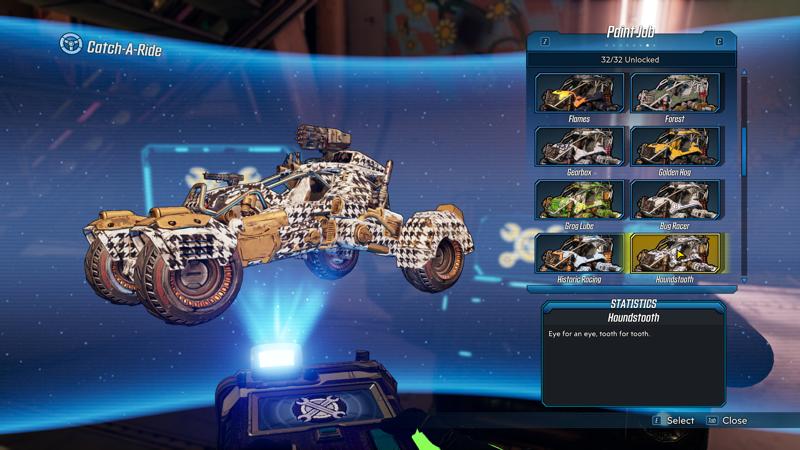 Catch-A-Ride
Paint Job
Z
C
32/32 Unlocked
Flames
Forest
Gearbox
Golden Hog
Grog Lube
Bug Racer
Historic Racing
Houndstooth
STATISTICS
Houndstooth
Eye for an eye, tooth for tooth.
E Select
Tab Close